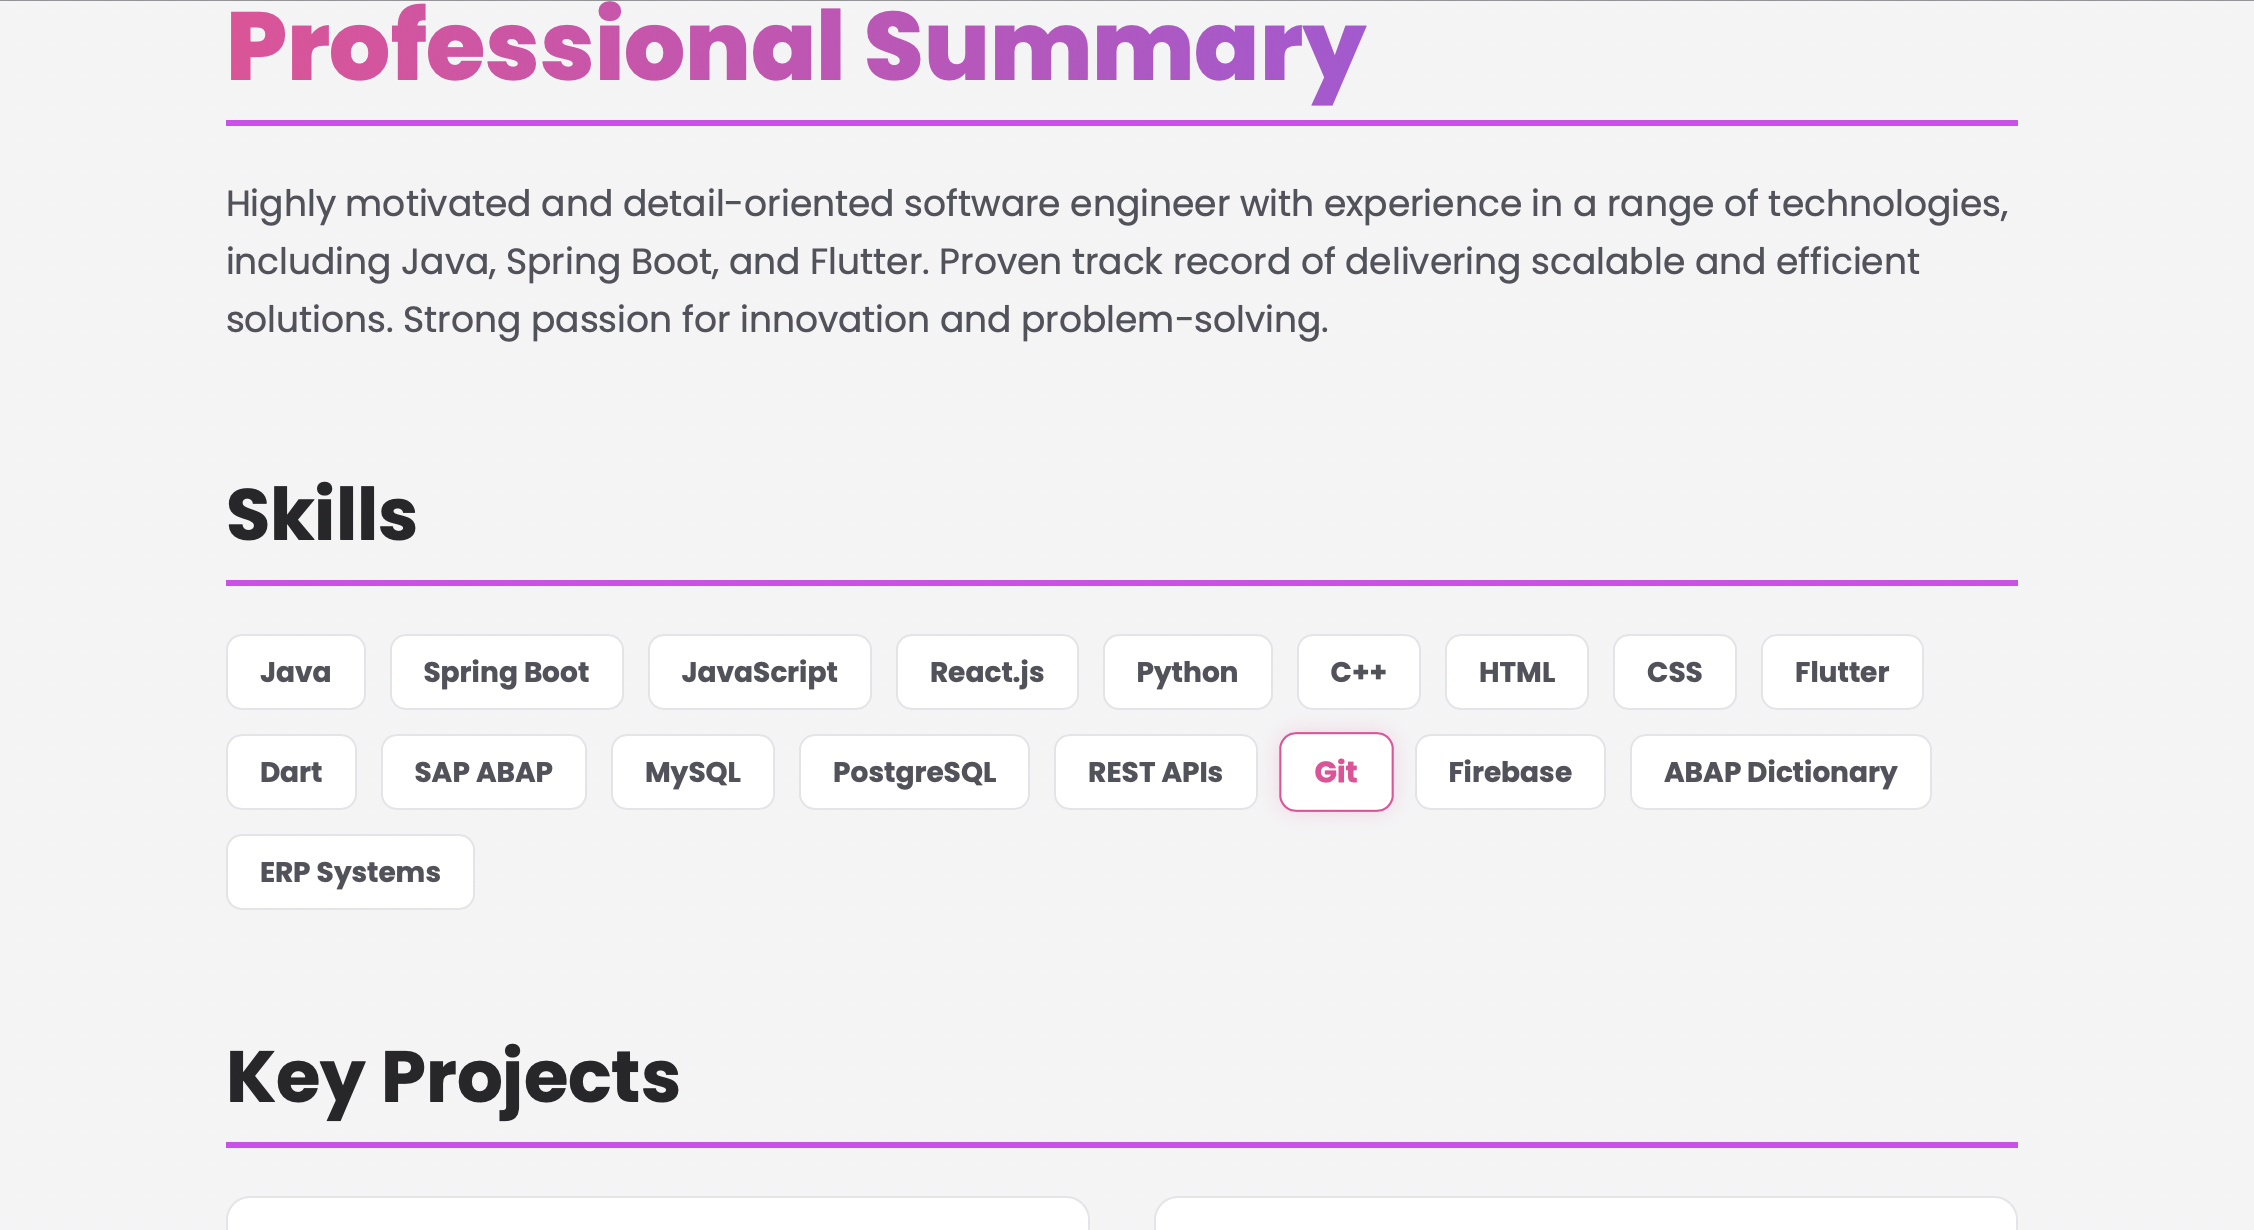 Professional Summary
Highly motivated and detail-oriented software engineer with experience in a range of technologies,
including Java, Spring Boot, and Flutter. Proven track record of delivering scalable and efficient
solutions. Strong passion for innovation and problem-solving.
Skills
Java Spring Boot JavaScript React.js Python C++ HTML CSS Flutter
Dart SAP ABAP MySQL PostgreSQL REST APIs Git Firebase ABAP Dictionary
ERP Systems
Key Projects